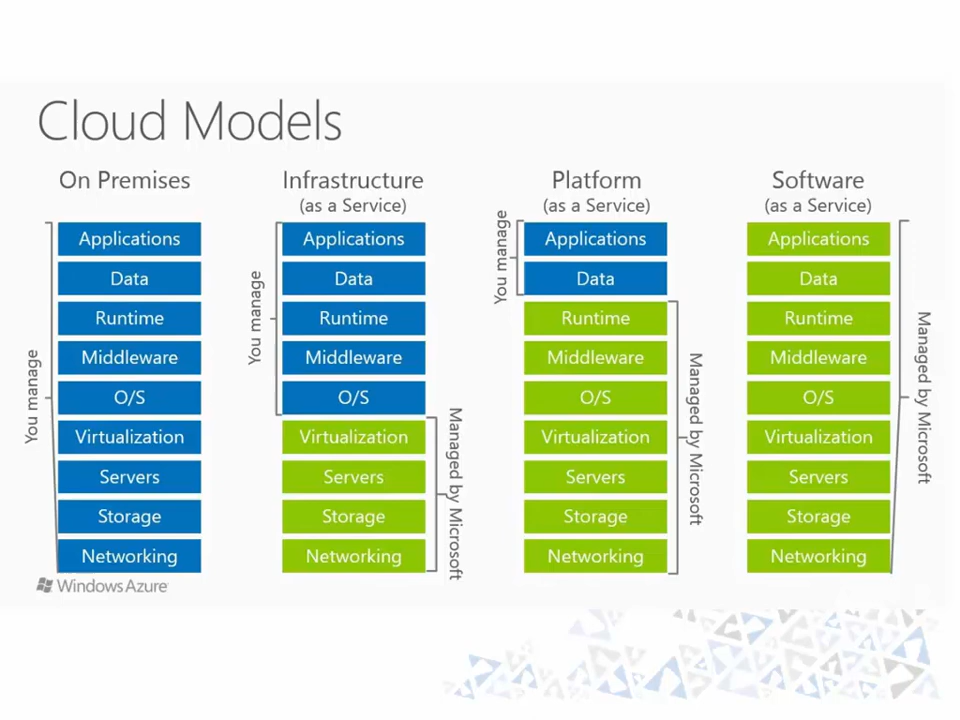 Cloud Models
On Premises
You manage
Applications
Data
Runtime
Middleware
O/S
Virtualization
Servers
Storage
Networking
Infrastructure
(as a Service)
You manage
Applications
Data
Runtime
Middleware
O/S
Virtualization
Servers
Storage
Networking
Managed by Microsoft
Platform
(as a Service)
You manage
Applications
Data
Runtime
Middleware
O/S
Virtualization
Servers
Storage
Networking
Managed by Microsoft
Software
(as a Service)
Applications
Data
Runtime
Middleware
O/S
Virtualization
Servers
Storage
Networking
Managed by Microsoft
Windows Azure